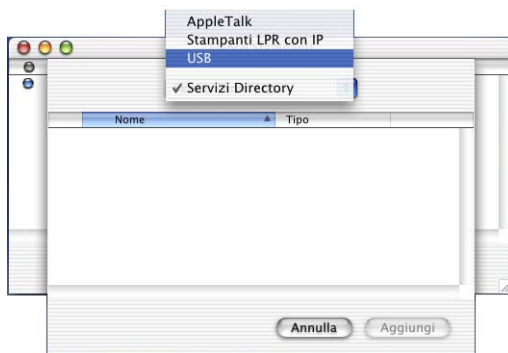 AppleTalk
Stampanti LPR con IP
USB
✓ Servizi Directory
Nome Tipo
Annulla Aggiungi